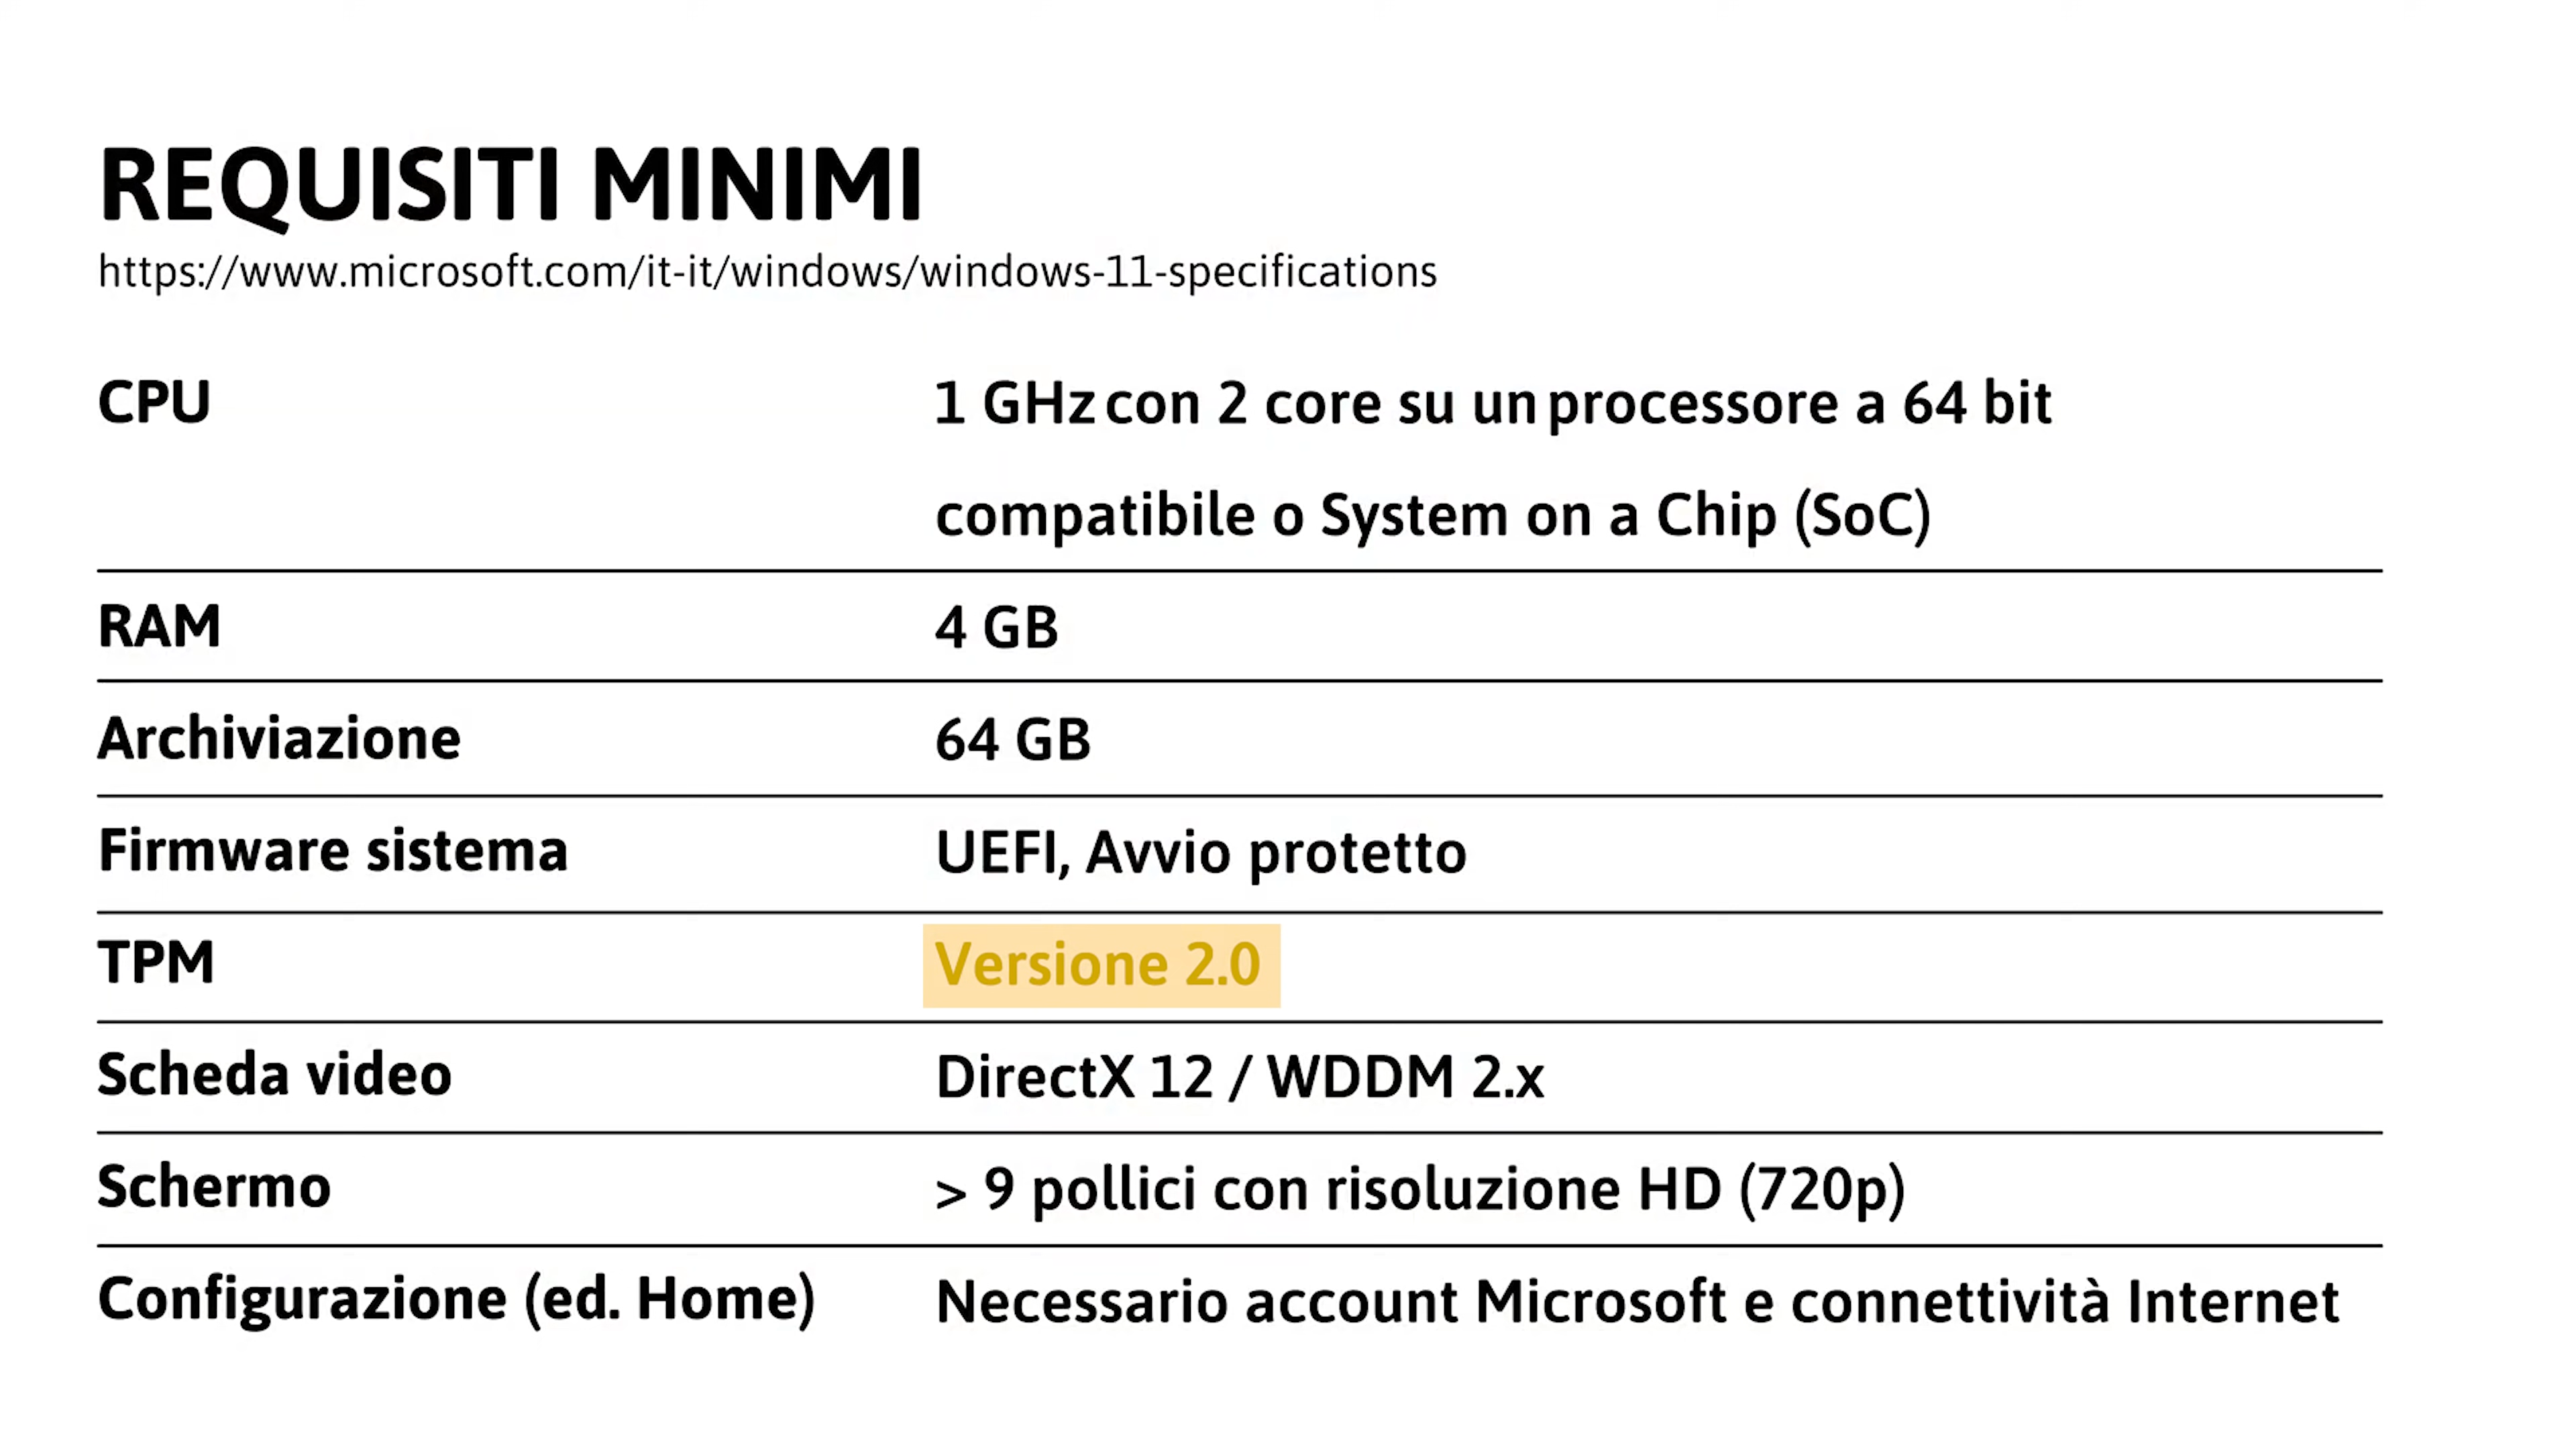 REQUISITI MINIMI
https://www.microsoft.com/it-it/windows/windows-11-specifications
CPU 1 GHz con 2 core su un processore a 64 bit
compatibile o System on a Chip (SoC)
RAM 4 GB
Archiviazione 64 GB
Firmware sistema UEFI, Avvio protetto
TPM Versione 2.0
Scheda video DirectX 12 / WDDM 2.x
Schermo > 9 pollici con risoluzione HD (720p)
Configurazione (ed. Home) Necessario account Microsoft e connettività Internet